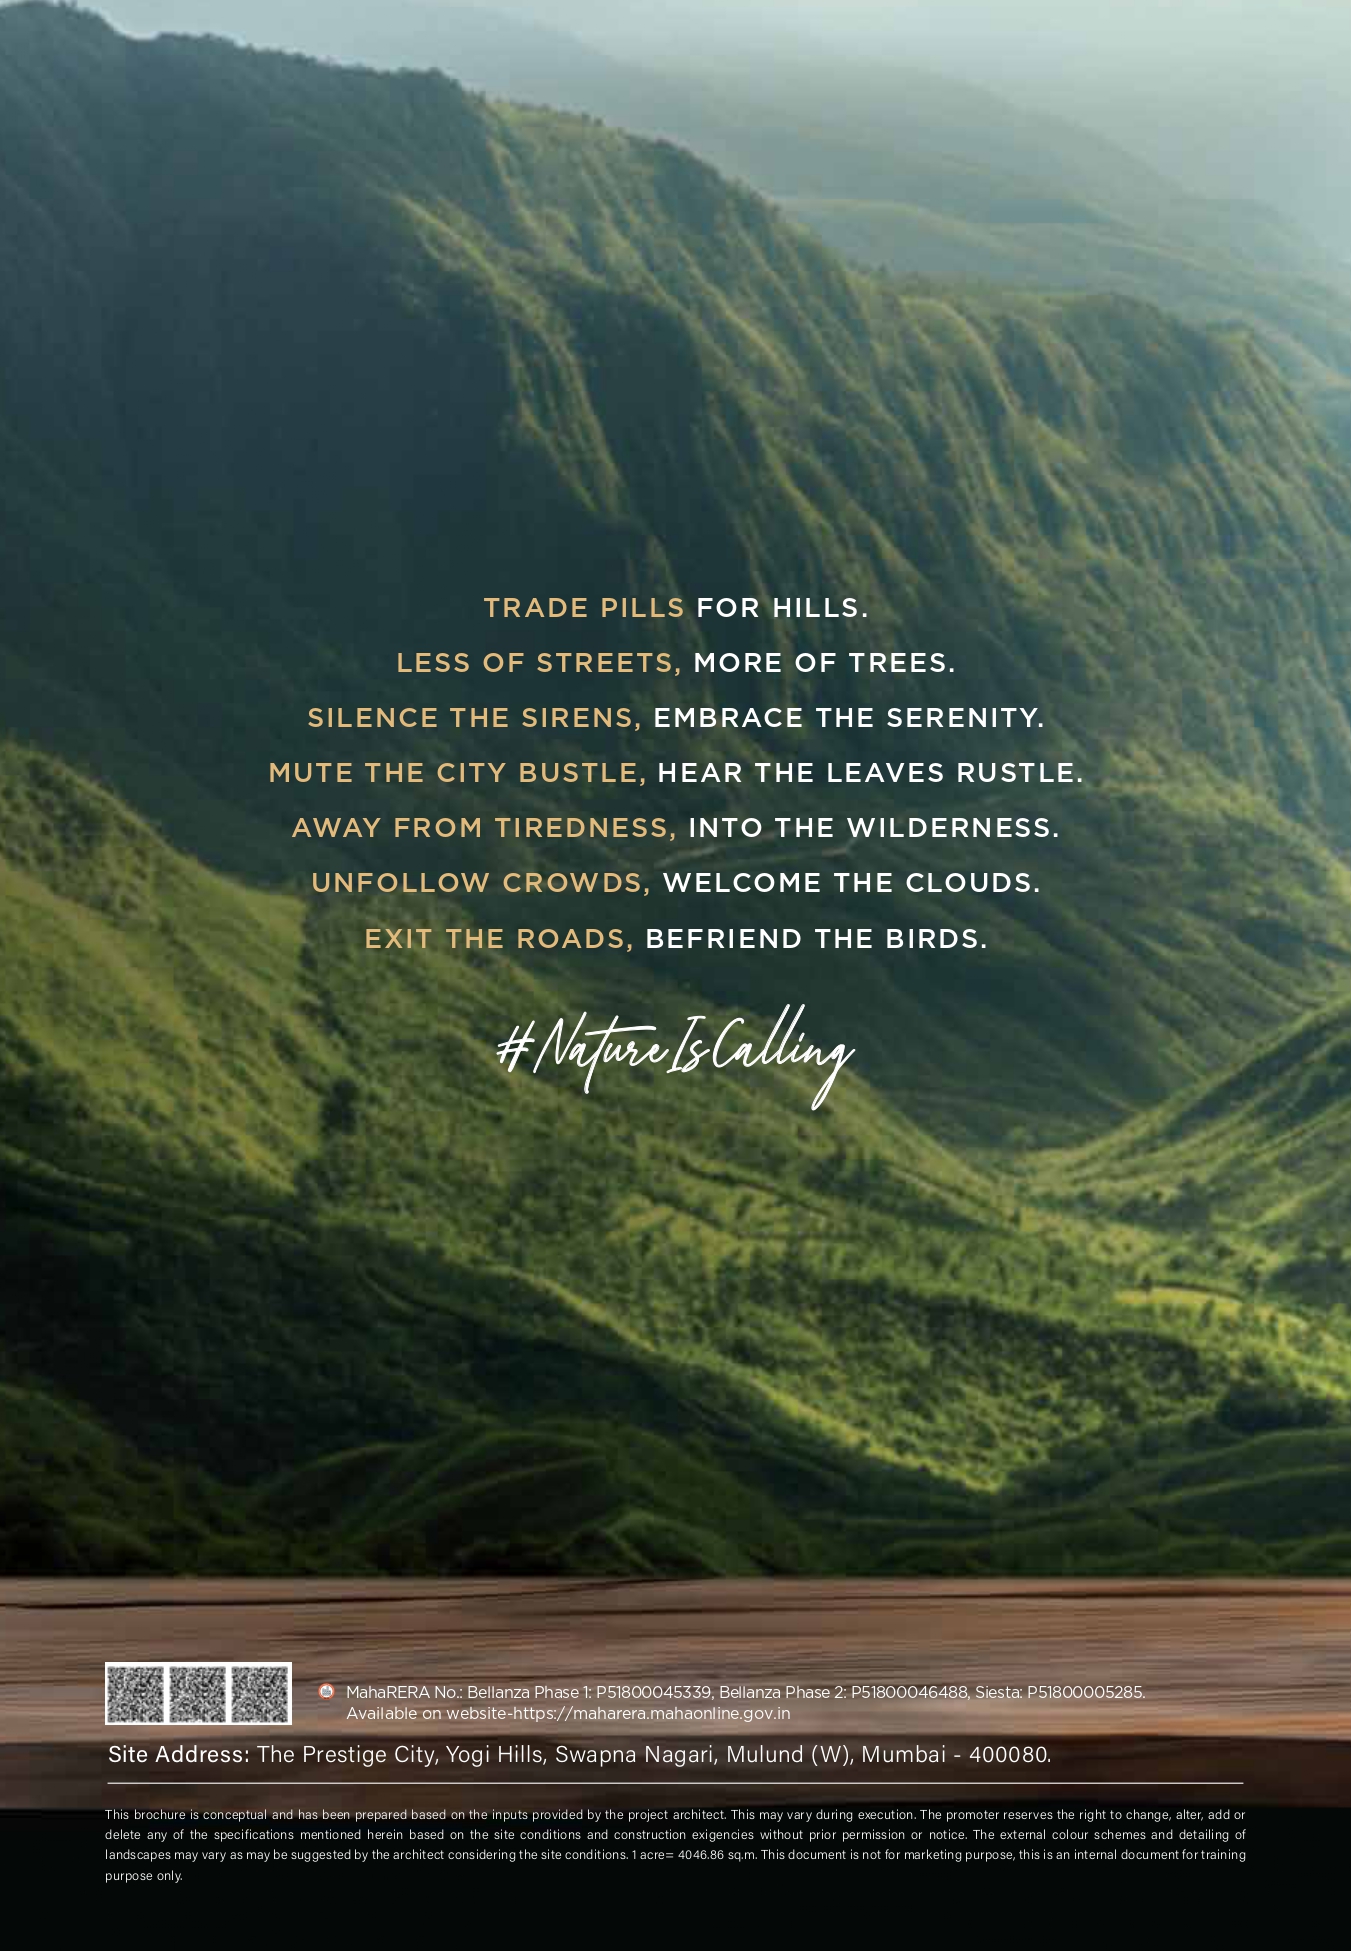 TRADE PILLS FOR HILLS.
LESS OF STREETS, MORE OF TREES.
SILENCE THE SIRENS, EMBRACE THE SERENITY.
MUTE THE CITY BUSTLE, HEAR THE LEAVES RUSTLE.
AWAY FROM TIREDNESS, INTO THE WILDERNESS.
UNFOLLOW CROWDS, WELCOME THE CLOUDS.
EXIT THE ROADS, BEFRIEND THE BIRDS.
#NatureIsCalling
MahaRERA No.: Bellanza Phase 1: P51800045339, Bellanza Phase 2: P51800046488, Siesta: P51800005285.
Available on website-https://maharera.mahaonline.gov.in
Site Address: The Prestige City, Yogi Hills, Swapna Nagari, Mulund (W), Mumbai - 400080.
This brochure is conceptual and has been prepared based on the inputs provided by the project architect. This may vary during execution. The promoter reserves the right to change, alter, add or
delete any of the specifications mentioned herein based on the site conditions and construction exigencies without prior permission or notice. The external colour schemes and detailing of
landscapes may vary as may be suggested by the architect considering the site conditions. 1 acre= 4046.86 sq.m. This document is not for marketing purpose, this is an internal document for training
purpose only.